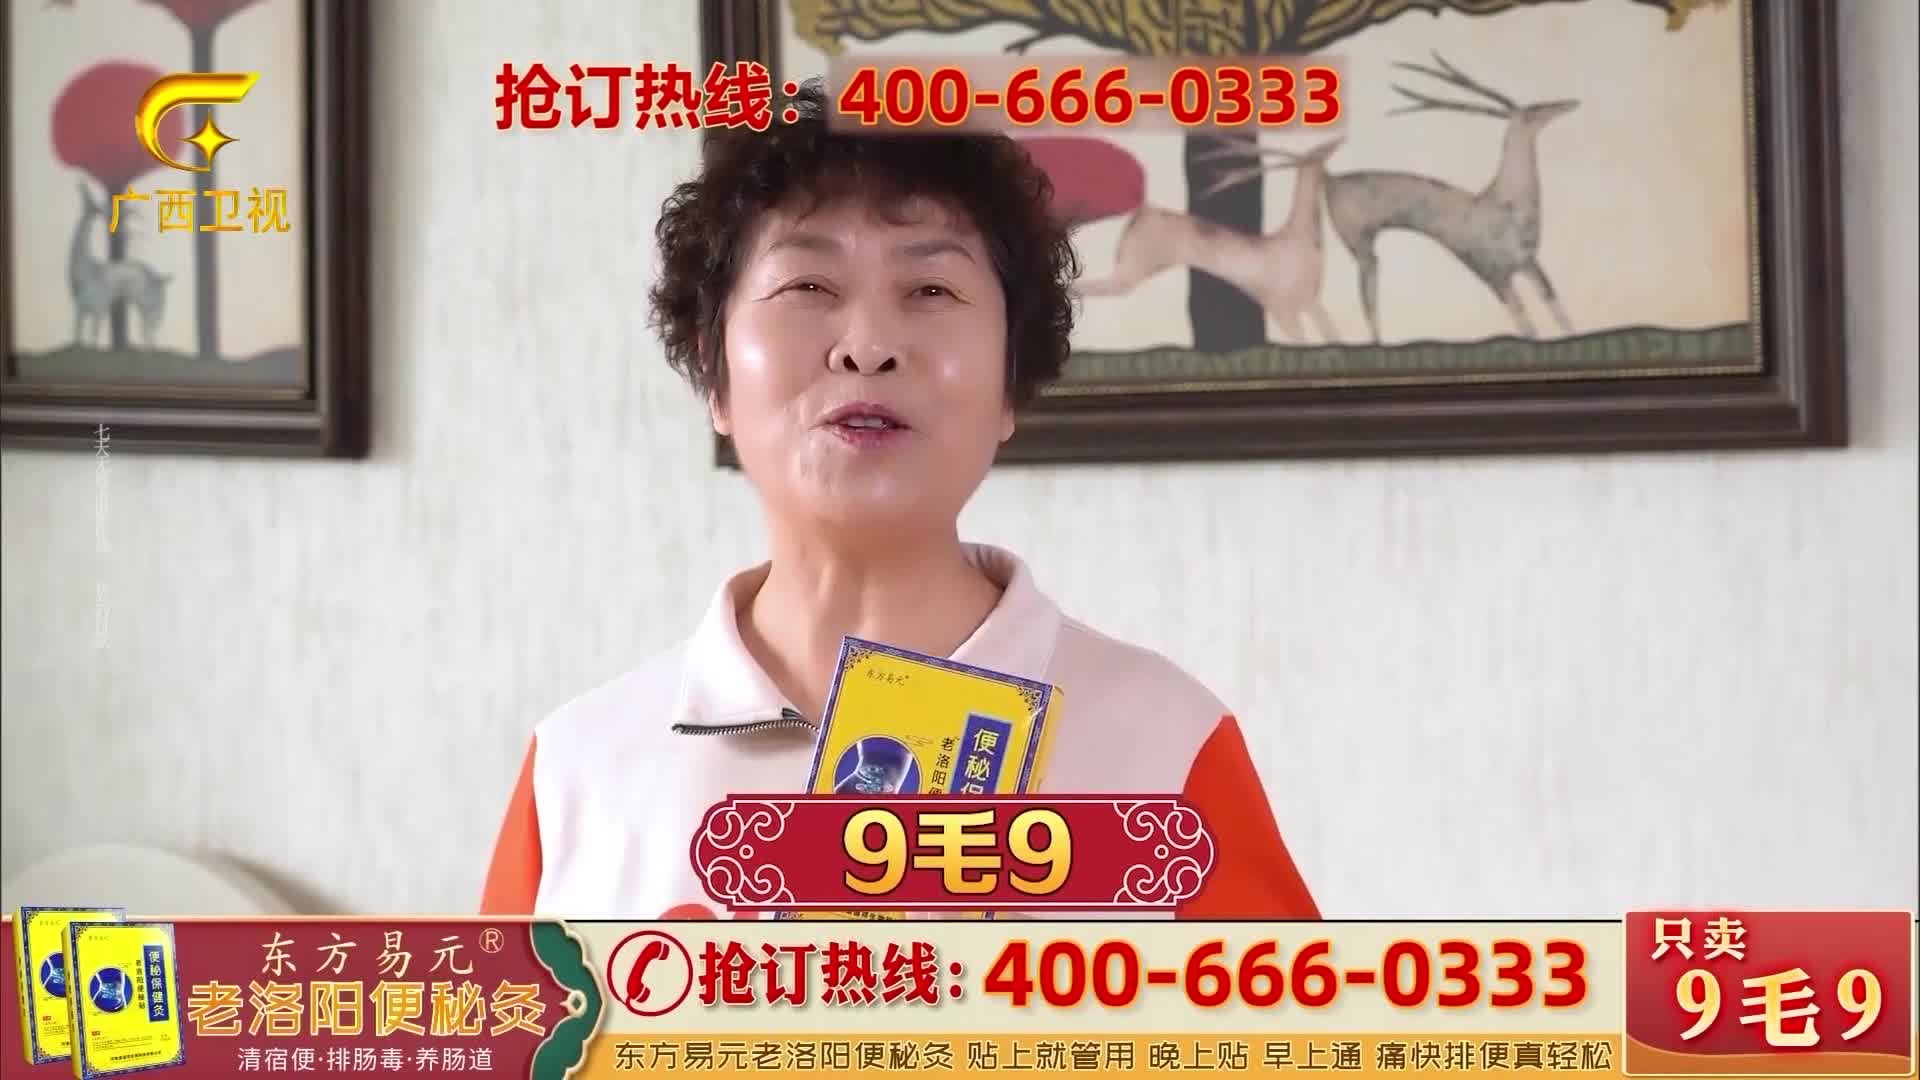 抢订热线：400-666-0333
广西卫视
东方易元
便秘保
老洛阳便
9毛9
东方易元®
老洛阳便秘灸
清宿便·排肠毒·养肠道
便秘保健灸
抢订热线：400-666-0333
东方易元老洛阳便秘灸 贴上就管用 晚上贴 早上通 痛快排便真轻松
只卖
9毛9